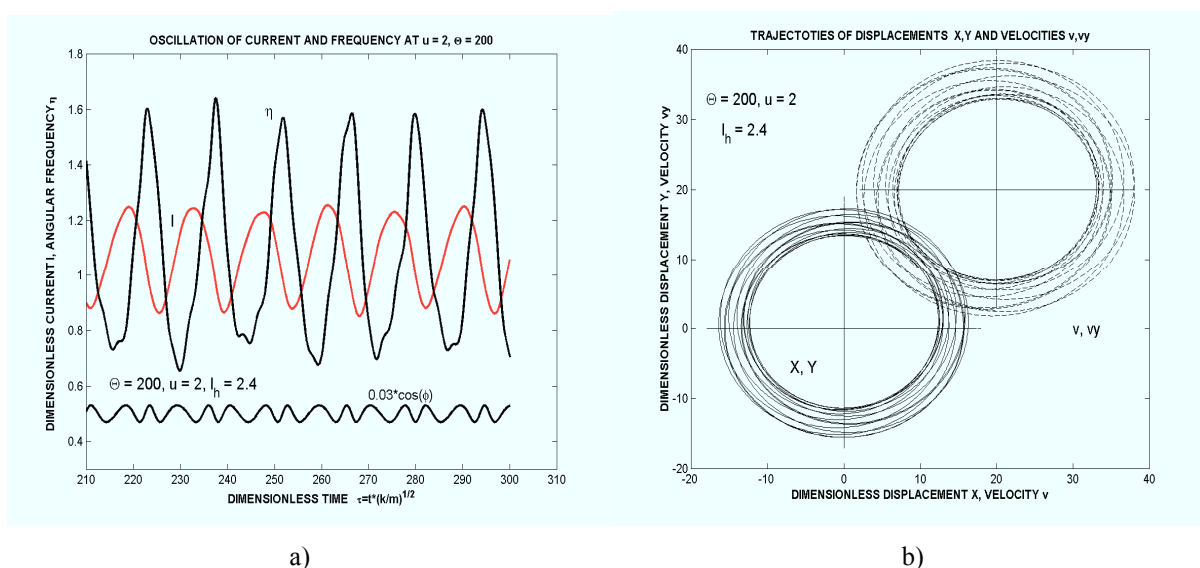 OSCILLATION OF CURRENT AND FREQUENCY AT u = 2, Θ = 200
DIMENSIONLESS CURRENT I, ANGULAR FREQUENCY η
1.8
1.6
1.4
1.2
1
0.8
0.6
0.4
η
I
Θ = 200, u = 2, I_h = 2.4
0.03*cos(ϕ)
210 220 230 240 250 260 270 280 290 300 310
DIMENSIONLESS TIME τ=t*(k/m)^1/2
a)
TRAJECTOTIES OF DISPLACEMENTS X,Y AND VELOCITIES v,vy
DIMENSIONLESS DISPLACEMENT Y, VELOCITY vy
40
30
20
10
0
-10
-20
Θ = 200, u = 2
I_h = 2.4
X, Y
v, vy
-20 -10 0 10 20 30 40
DIMENSIONLESS DISPLACEMENT X, VELOCITY v
b)